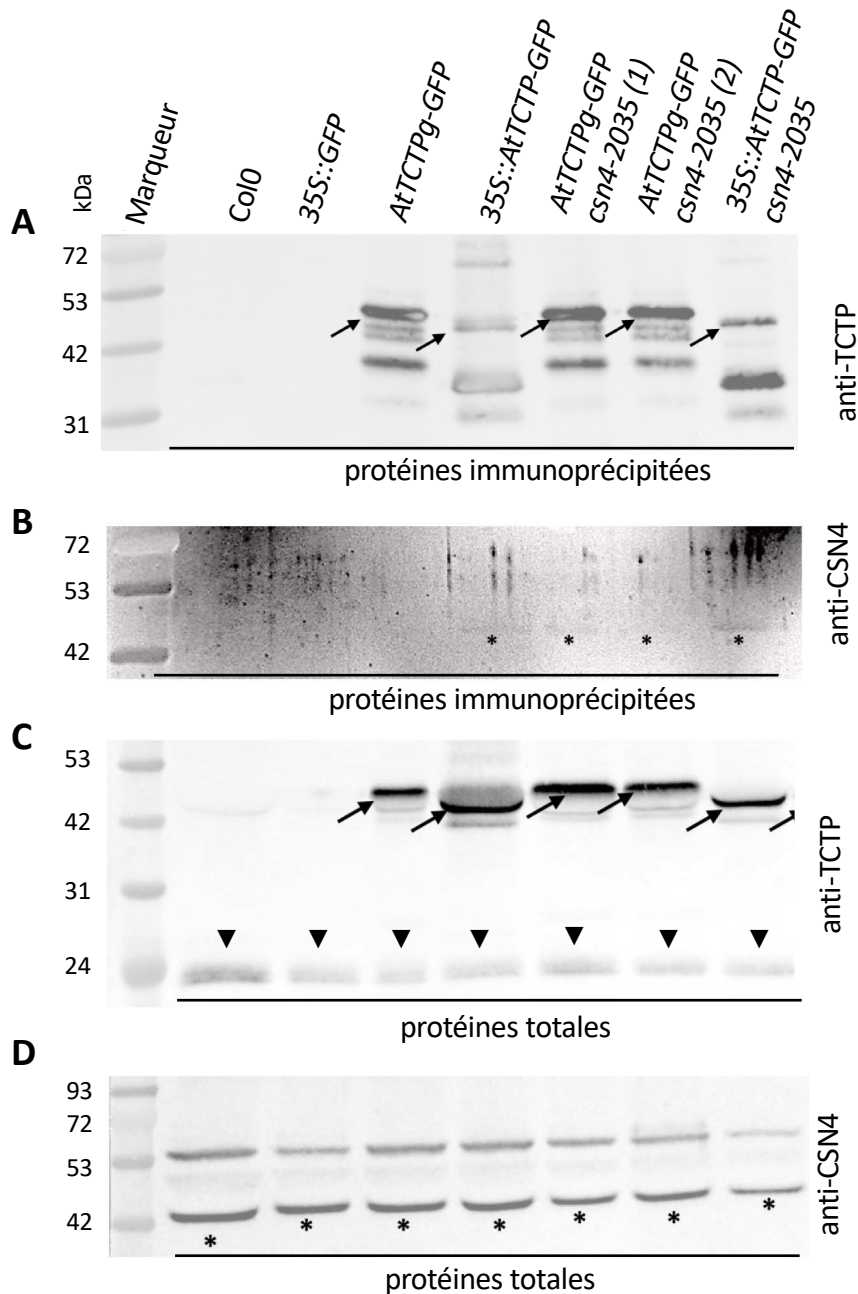 kDa
Marqueur
Col0
35S::GFP
AtTCTPg-GFP
35S::AtTCTP-GFP
AtTCTPg-GFP
csn4-2035 (1)
AtTCTPg-GFP
csn4-2035 (2)
35S::AtTCTP-GFP
csn4-2035
A
72
53
42
31
anti-TCTP
protéines immunoprécipitées
B
72
53
42
* * * *
anti-CSN4
protéines immunoprécipitées
C
53
42
31
24
anti-TCTP
protéines totales
D
93
72
53
42
* * * * * * *
anti-CSN4
protéines totales